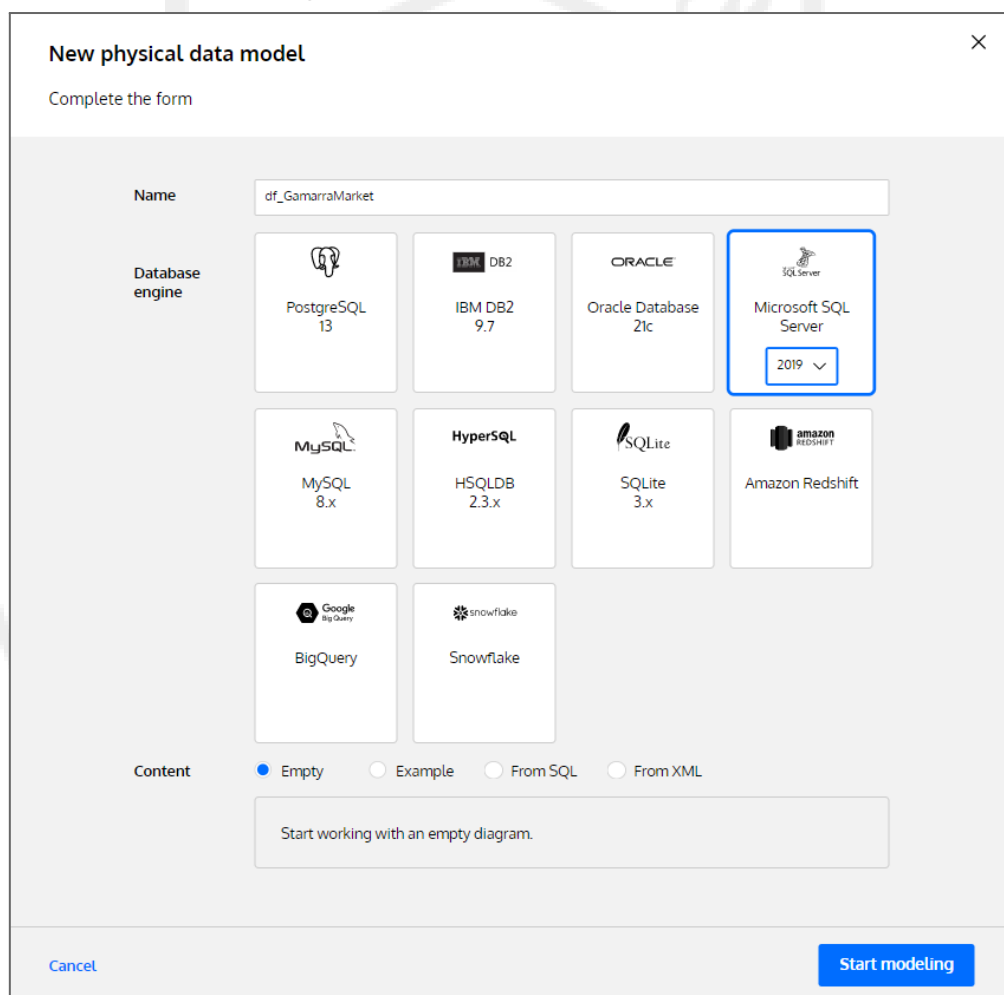 New physical data model
Complete the form
Name
df_GamarraMarket
Database
engine
PostgreSQL
13
IBM DB2
IBM DB2
9.7
ORACLE
Oracle Database
21c
SQL Server
Microsoft SQL
Server
2019
MySQL
MySQL
8.x
HyperSQL
HSQLDB
2.3.x
SQLite
SQLite
3.x
amazon
REDSHIFT
Amazon Redshift
Google
Big Query
BigQuery
snowflake
Snowflake
Content
Empty Example From SQL From XML
Start working with an empty diagram.
Cancel
Start modeling